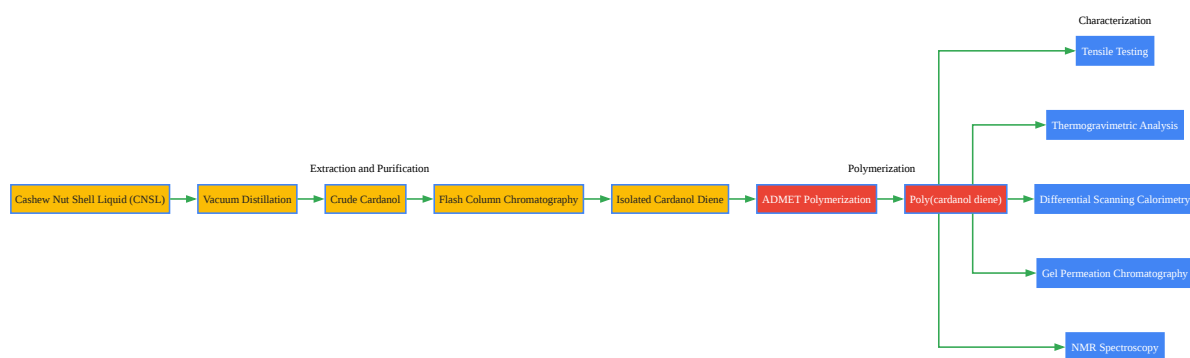 Characterization
Tensile Testing
Thermogravimetric Analysis
Extraction and Purification
Polymerization
Cashew Nut Shell Liquid (CNSL)
Vacuum Distillation
Crude Cardanol
Flash Column Chromatography
Isolated Cardanol Diene
ADMET Polymerization
Poly(cardanol diene)
Differential Scanning Calorimetry
Gel Permeation Chromatography
NMR Spectroscopy